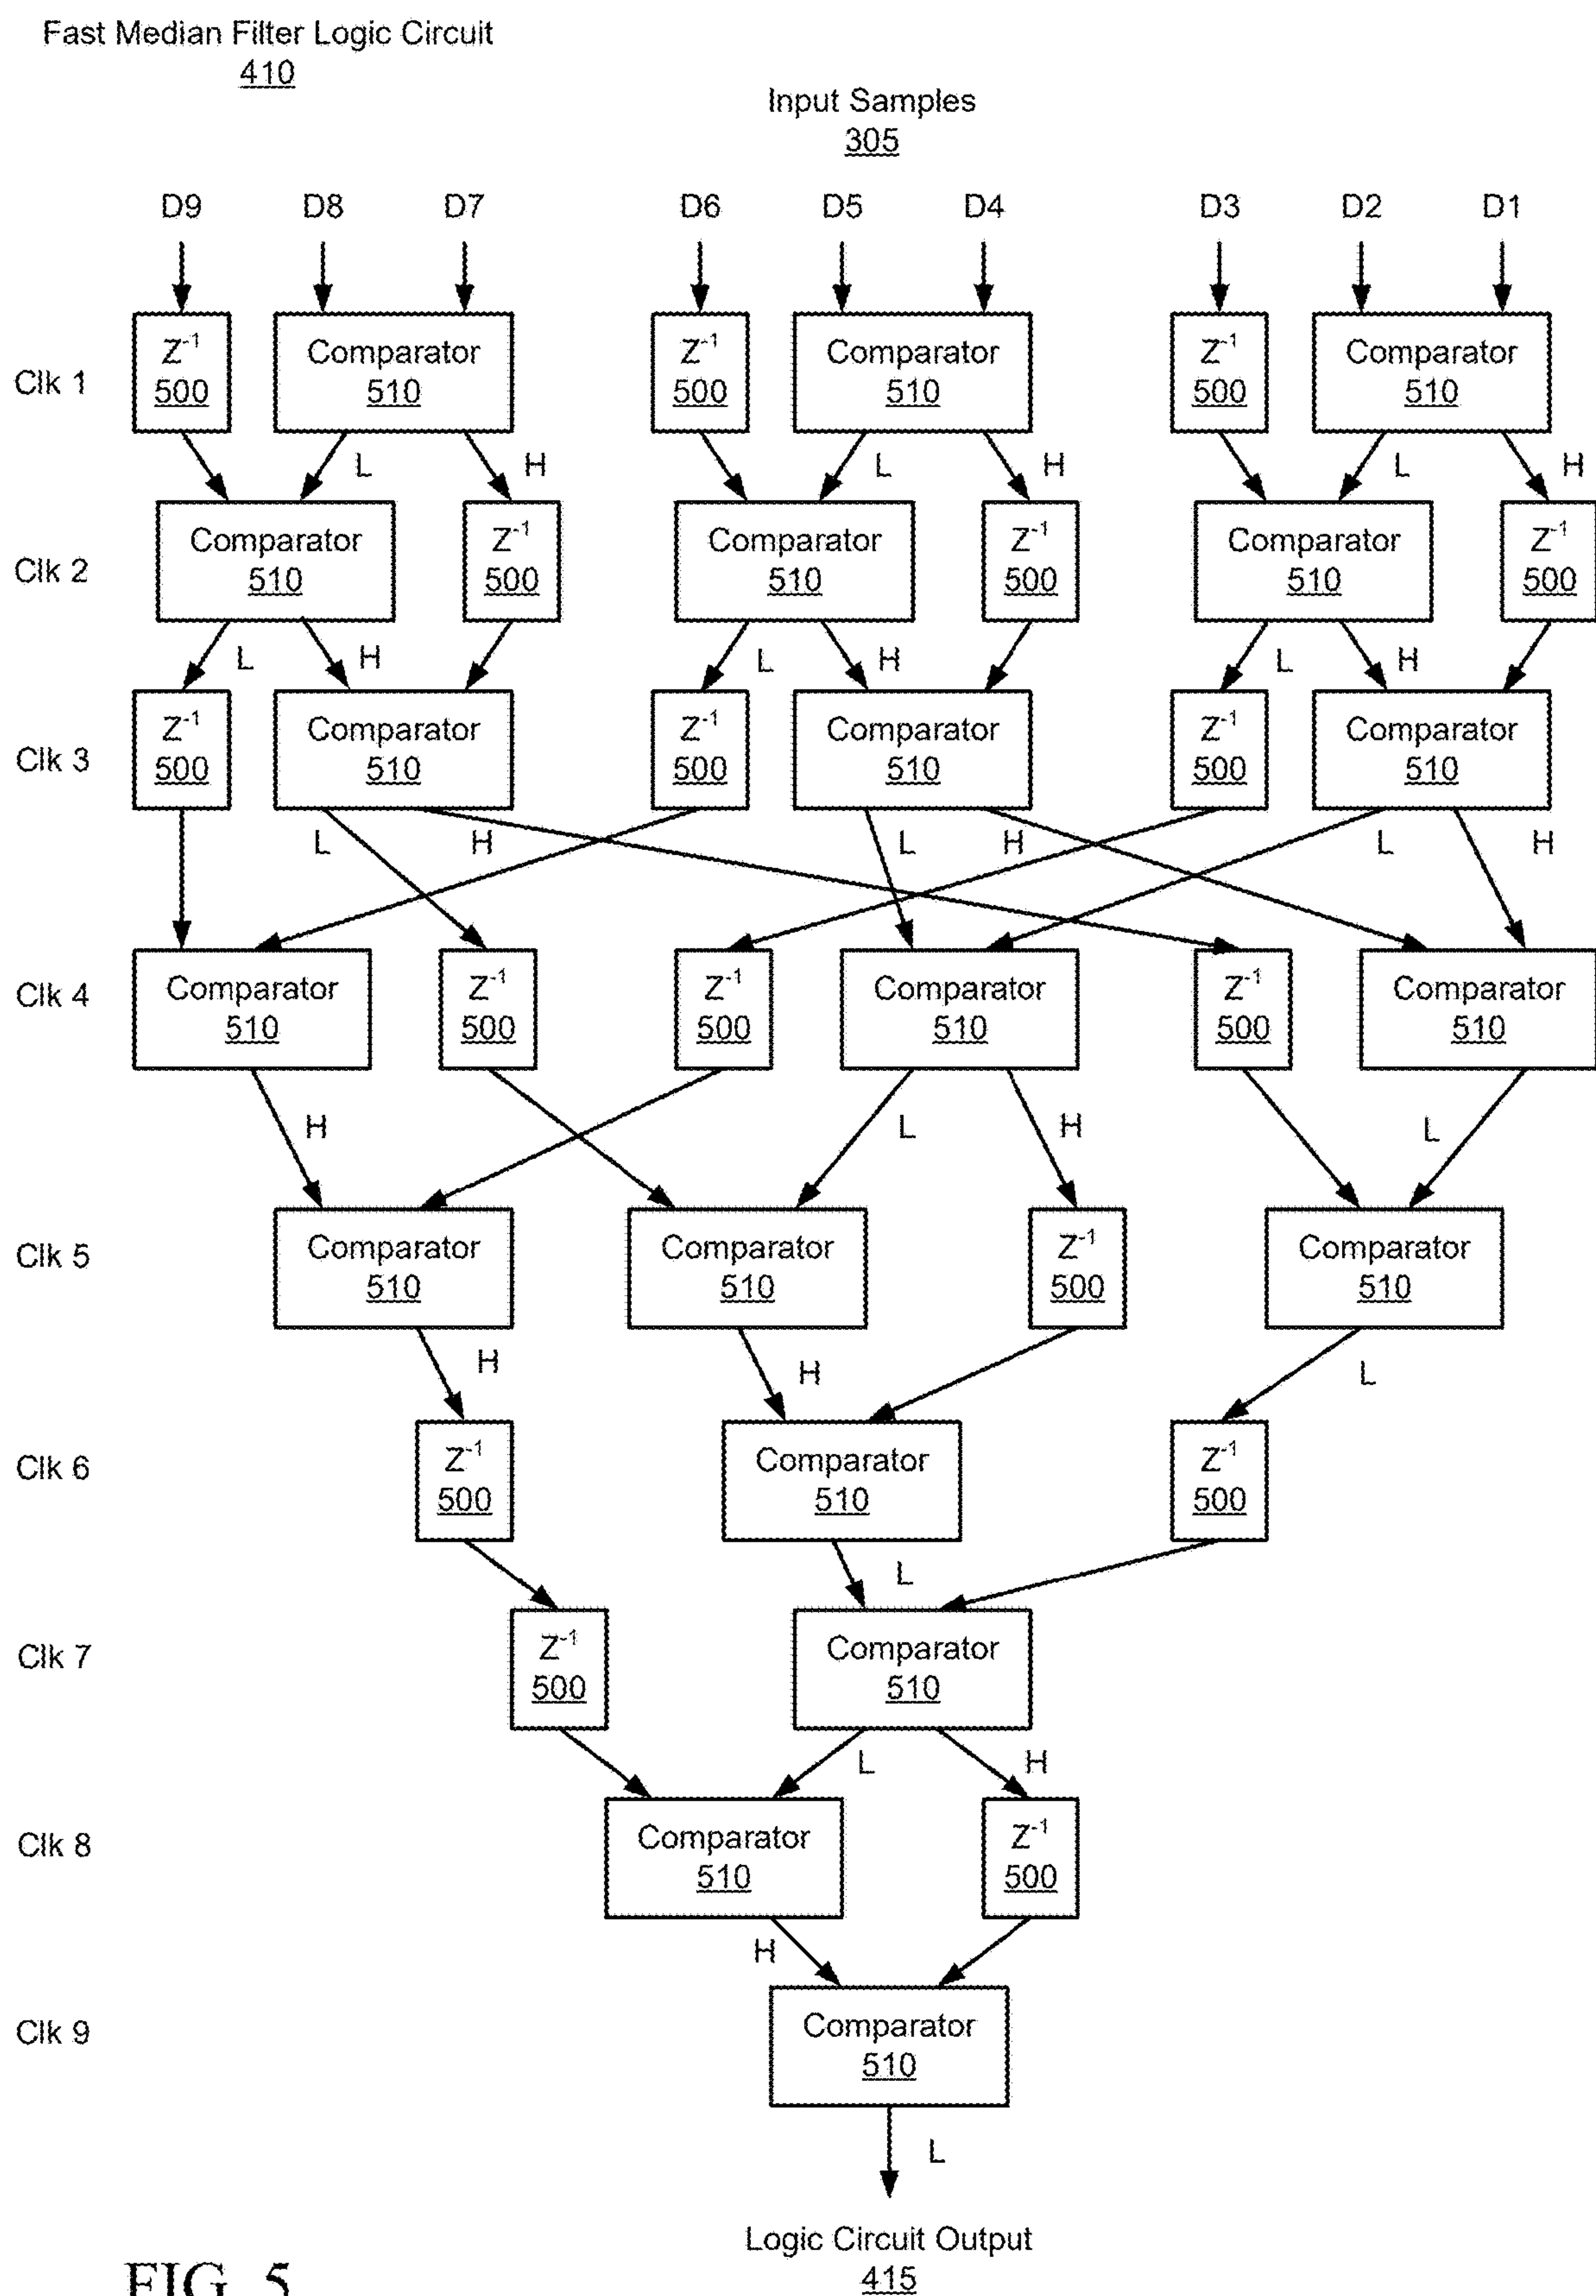 Fast Median Filter Logic Circuit
410
Input Samples
305
D9 D8 D7 D6 D5 D4 D3 D2 D1
Z-1 Comparator Z-1 Comparator Z-1 Comparator
Clk 1 500 510 500 510 500 510
L H L H L H
Comparator Z-1 Comparator Z-1 Comparator Z-1
Clk 2 510 500 510 500 510 500
L H L H L H
Z-1 Comparator Z-1 Comparator Z-1 Comparator
Clk 3 500 510 500 510 500 510
L H L H L H
Comparator Z-1 Z-1 Comparator Z-1 Comparator
Clk 4 510 500 500 510 500 510
H L H L
Comparator Comparator Z-1 Comparator
Clk 5 510 510 500 510
H H L
Z-1 Comparator Z-1
Clk 6 500 510 500
L
Z-1 Comparator
Clk 7 500 510
L H
Comparator Z-1
Clk 8 510 500
H
Comparator
Clk 9 510
L
Logic Circuit Output
415
FIG. 5